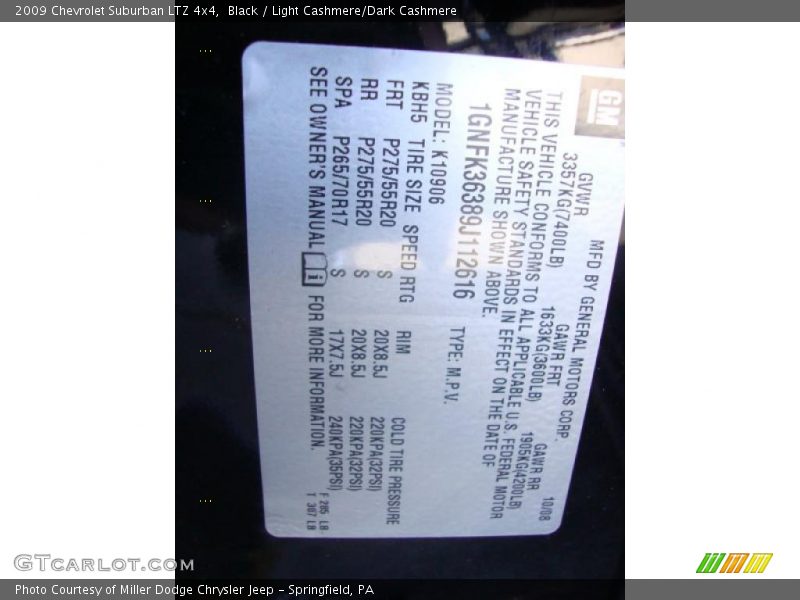 2009 Chevrolet Suburban LTZ 4x4, Black / Light Cashmere/Dark Cashmere
GM
MFD BY GENERAL MOTORS CORP. 10/08
GVWR GAWR FRT GAWR RR
3357KG(7400LB) 1633KG(3600LB) 1905KG(4200LB)
THIS VEHICLE CONFORMS TO ALL APPLICABLE U.S. FEDERAL MOTOR
VEHICLE SAFETY STANDARDS IN EFFECT ON THE DATE OF
MANUFACTURE SHOWN ABOVE.
1GNFK36389J112616 TYPE: M.P.V.
MODEL: K10906
KBH5 TIRE SIZE SPEED RTG RIM COLD TIRE PRESSURE
FRT P275/55R20 S 20X8.5J 220KPA(32PSI)
RR P275/55R20 S 20X8.5J 220KPA(32PSI)
SPA P265/70R17 S 17X7.5J 240KPA(35PSI)
SEE OWNER'S MANUAL i FOR MORE INFORMATION.
F 285 LB
T 307 LB
GTCarLot.com
Photo Courtesy of Miller Dodge Chrysler Jeep - Springfield, PA